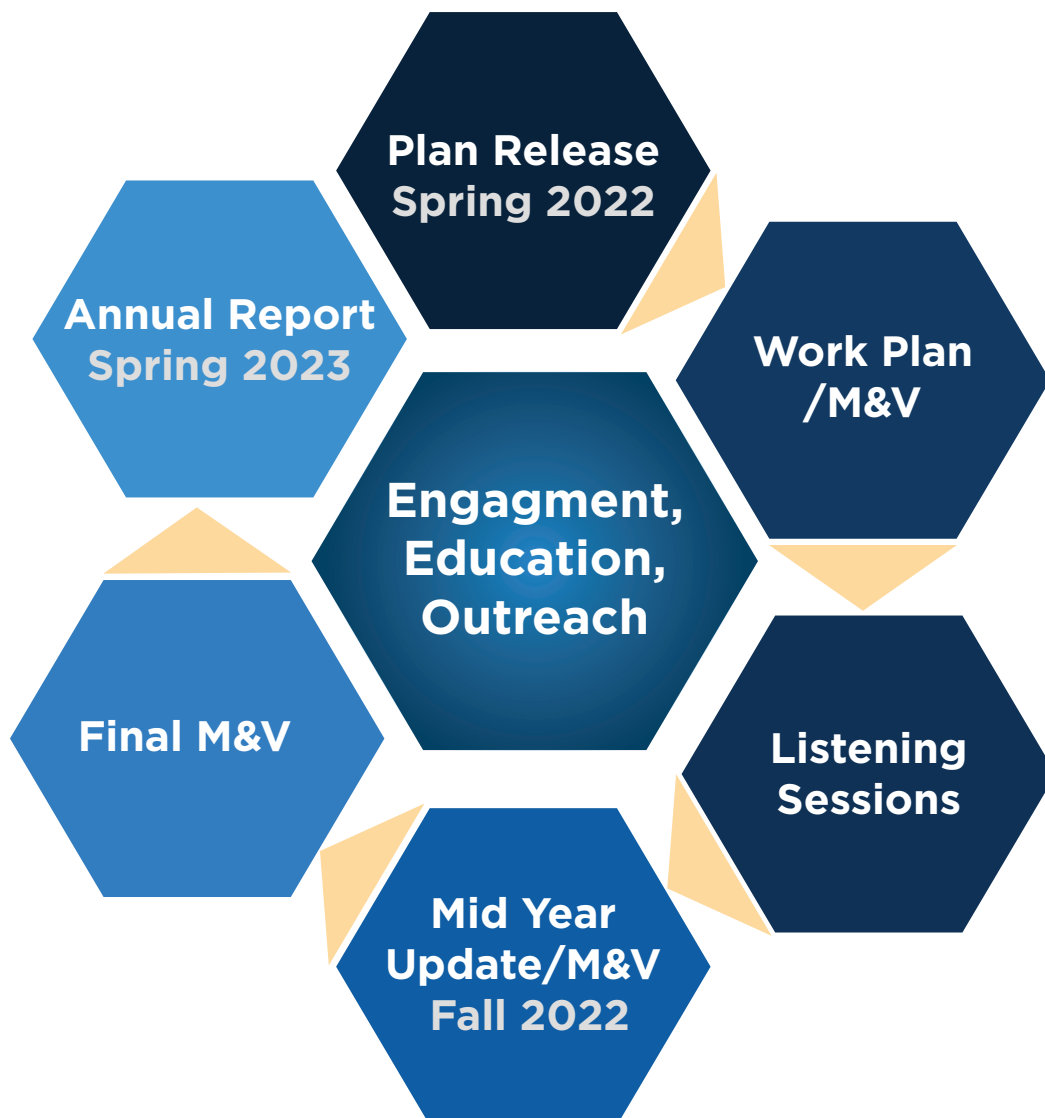 Plan Release
Spring 2022
Work Plan
/M&V
Listening
Sessions
Mid Year
Update/M&V
Fall 2022
Final M&V
Annual Report
Spring 2023
Engagment,
Education,
Outreach